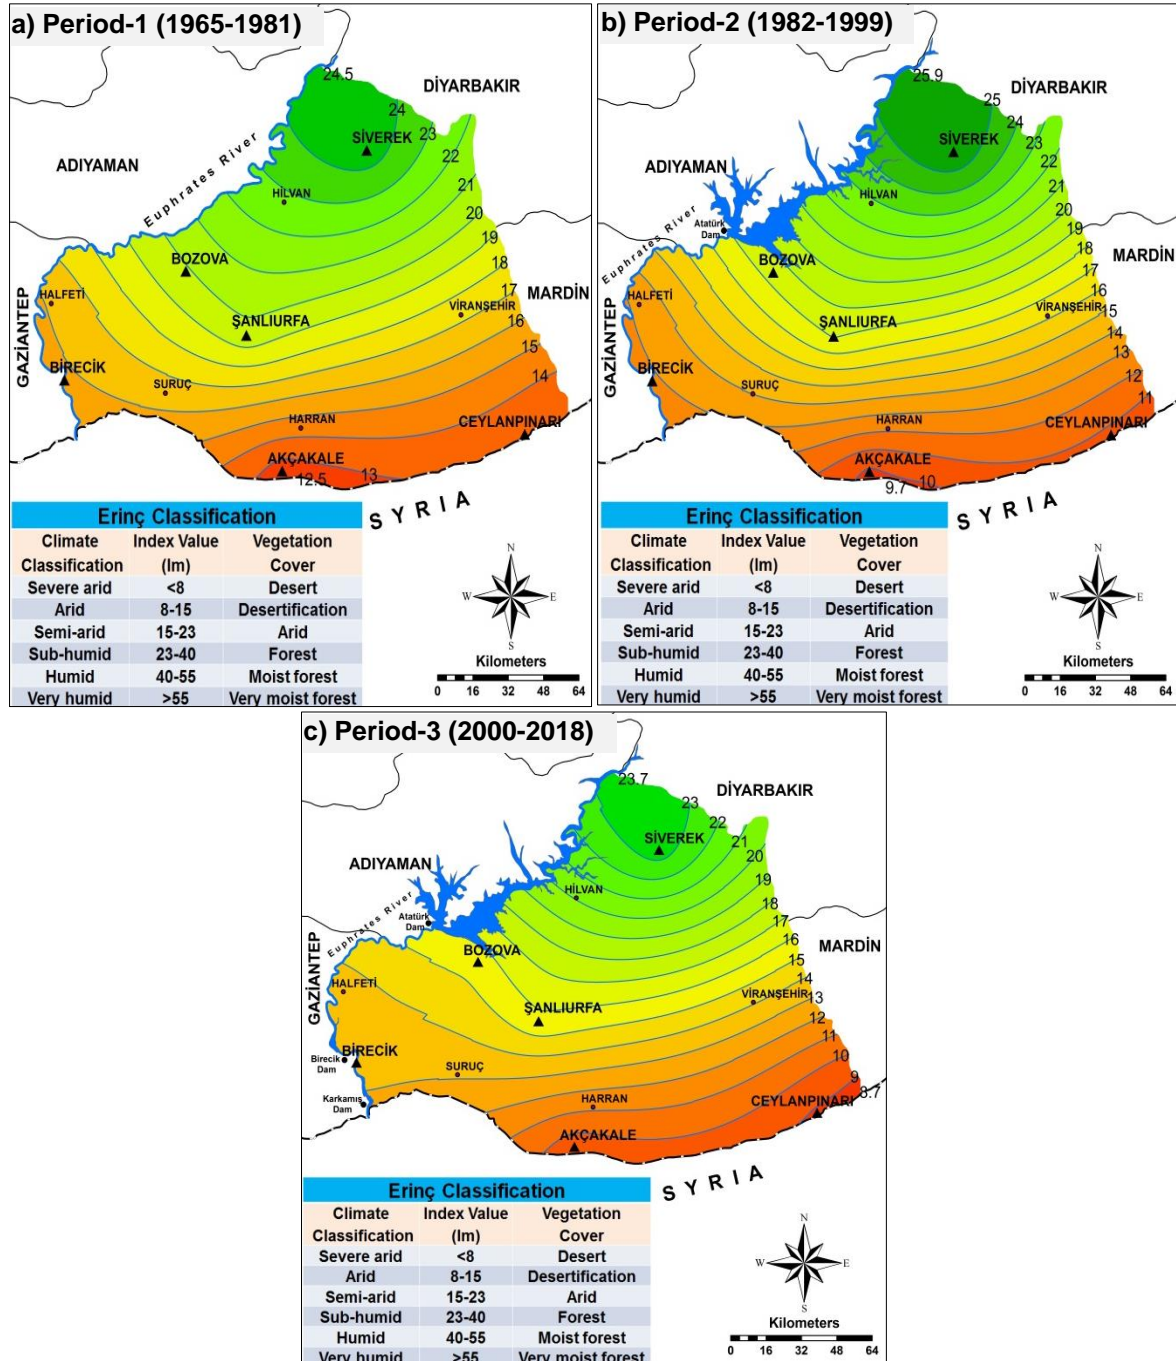 a) Period-1 (1965-1981)
24.5
DİYARBAKIR
24
SİVEREK
23
22
ADIYAMAN
Euphrates River
21
HİLVAN
20
19
18
BOZOVA
17
MARDİN
HALFETİ
VİRANŞEHİR
16
ŞANLIURFA
15
GAZİANTEP
BİRECİK
14
SURUÇ
HARRAN
CEYLANPINARI
AKÇAKALE
12.5
13
SYRIA
Erinç Classification
Climate Classification Index Value (Im) Vegetation Cover
Severe arid <8 Desert
Arid 8-15 Desertification
Semi-arid 15-23 Arid
Sub-humid 23-40 Forest
Humid 40-55 Moist forest
Very humid >55 Very moist forest
N
W E
S
Kilometers
0 16 32 48 64
b) Period-2 (1982-1999)
25.9
DİYARBAKIR
25
24
SİVEREK
23
22
ADIYAMAN
21
HİLVAN
20
Atatürk Dam
19
Euphrates River
18
MARDİN
BOZOVA
17
HALFETİ
16
VİRANŞEHİR
15
ŞANLIURFA
14
GAZİANTEP
13
BİRECİK
12
SURUÇ
11
HARRAN
CEYLANPINARI
AKÇAKALE
9.7
10
SYRIA
Erinç Classification
Climate Classification Index Value (Im) Vegetation Cover
Severe arid <8 Desert
Arid 8-15 Desertification
Semi-arid 15-23 Arid
Sub-humid 23-40 Forest
Humid 40-55 Moist forest
Very humid >55 Very moist forest
N
W E
S
Kilometers
0 16 32 48 64
c) Period-3 (2000-2018)
23.7
DİYARBAKIR
23
22
SİVEREK
21
20
ADIYAMAN
19
HİLVAN
18
Atatürk Dam
17
Euphrates River
16
MARDİN
BOZOVA
15
14
HALFETİ
VİRANŞEHİR
13
ŞANLIURFA
12
GAZİANTEP
11
BİRECİK
10
Birecik Dam
SURUÇ
9
8.7
Karkamış Dam
HARRAN
CEYLANPINARI
AKÇAKALE
SYRIA
Erinç Classification
Climate Classification Index Value (Im) Vegetation Cover
Severe arid <8 Desert
Arid 8-15 Desertification
Semi-arid 15-23 Arid
Sub-humid 23-40 Forest
Humid 40-55 Moist forest
Very humid >55 Very moist forest
N
W E
S
Kilometers
0 16 32 48 64